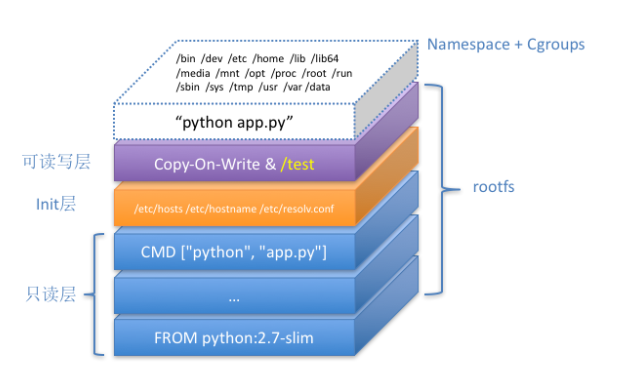 Namespace + Cgroups
/bin /dev /etc /home /lib /lib64
/media /mnt /opt /proc /root /run
/sbin /sys /tmp /usr /var /data
“python app.py”
可读写层
Copy-On-Write & /test
rootfs
Init层
/etc/hosts /etc/hostname /etc/resolv.conf
CMD ["python", "app.py"]
只读层
...
FROM python:2.7-slim